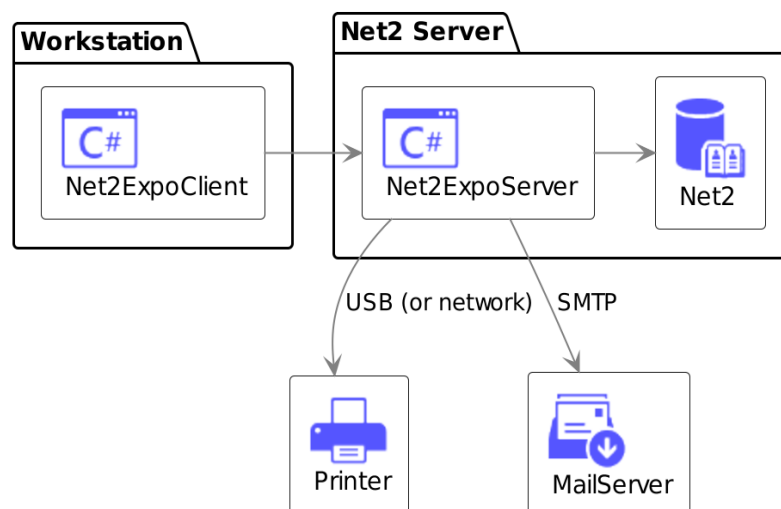 Workstation
Net2 Server
C#
Net2ExpoClient
C#
Net2ExpoServer
Net2
USB (or network)
SMTP
Printer
MailServer